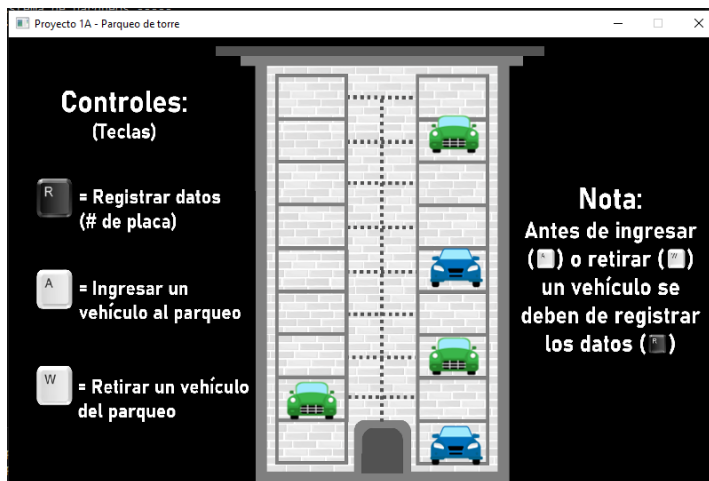 Proyecto 1A - Parqueo de torre
Controles:
(Teclas)
R
= Registrar datos
(# de placa)
A
= Ingresar un
vehículo al parqueo
W
= Retirar un vehículo
del parqueo
Nota:
Antes de ingresar
(A) o retirar (W)
un vehículo se
deben de registrar
los datos (R)